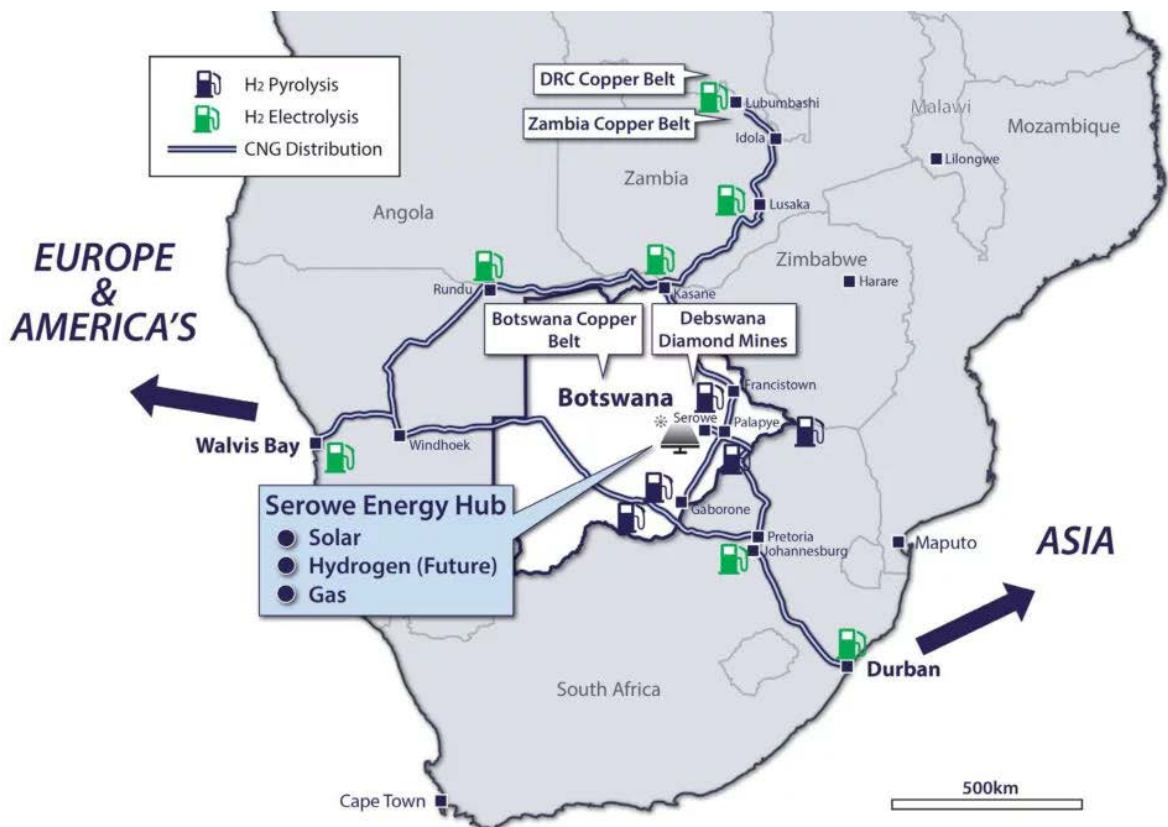 H2 Pyrolysis
H2 Electrolysis
CNG Distribution
DRC Copper Belt
Lubumbashi
Zambia Copper Belt
Idola
Malawi
Mozambique
Lilongwe
Zambia
Angola
Lusaka
EUROPE
&
AMERICA'S
Zimbabwe
Harare
Rundu
Kasane
Botswana Copper
Belt
Debswana
Diamond Mines
Botswana
Francistown
Serowe
Palapye
Walvis Bay
Windhoek
Serowe Energy Hub
Solar
Hydrogen (Future)
Gas
Gaborone
Pretoria
Johannesburg
Maputo
ASIA
Durban
South Africa
Cape Town
500km